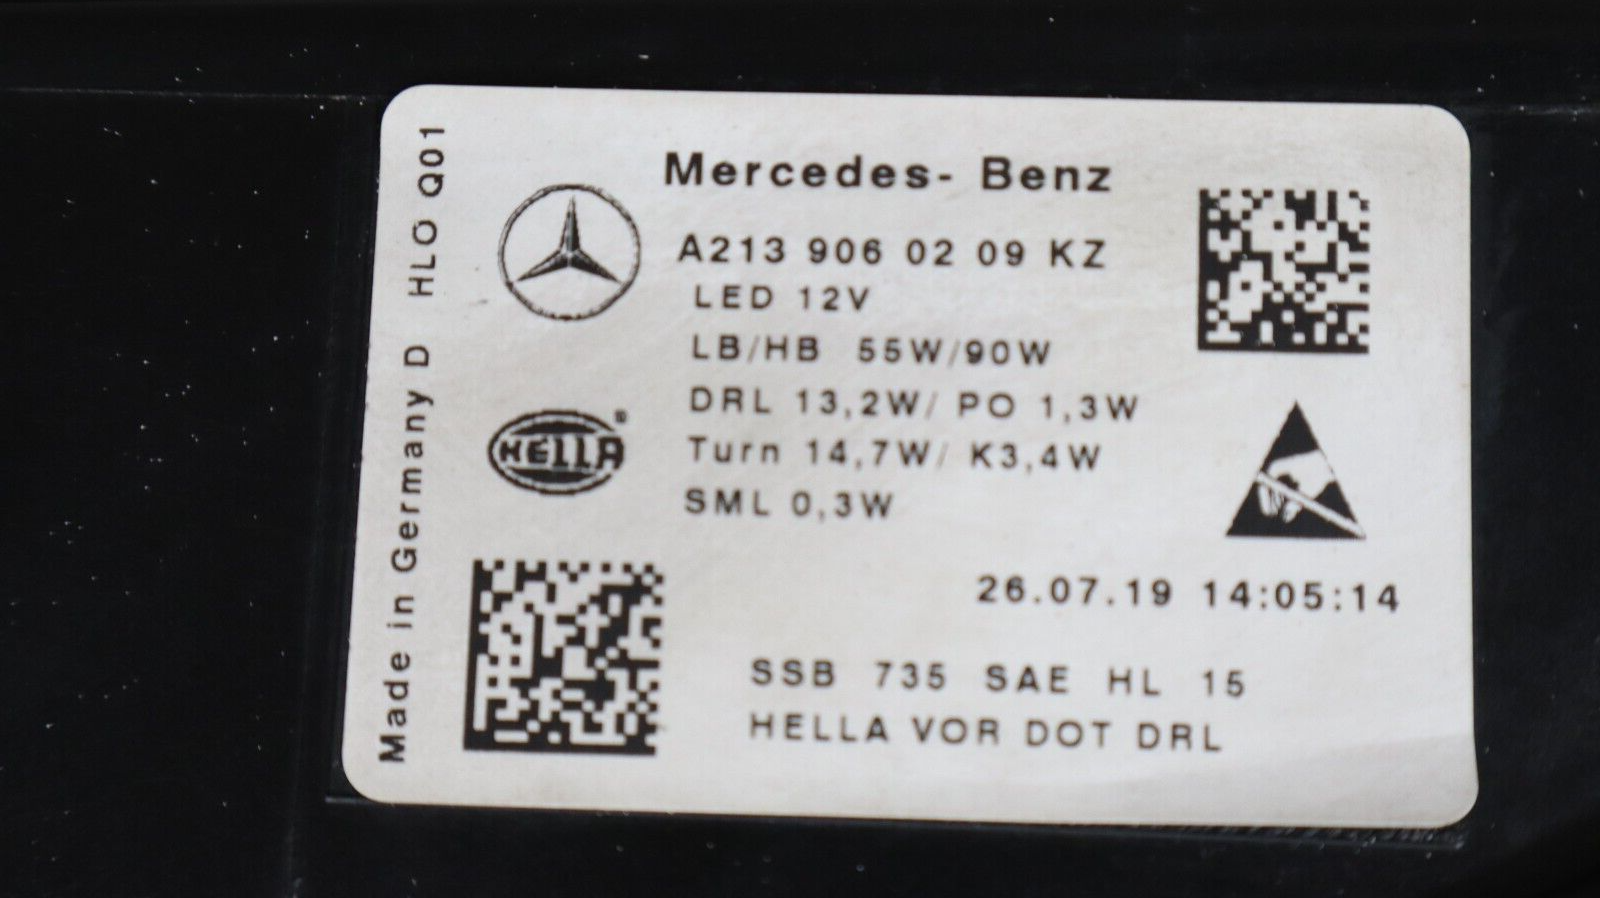 Mercedes- Benz
A213 906 02 09 KZ
LED 12V
LB/HB 55W/90W
DRL 13,2W/ PO 1,3W
Turn 14,7W/ K3,4W
SML 0,3W
HELLA®
26.07.19 14:05:14
SSB 735 SAE HL 15
HELLA VOR DOT DRL
Made in Germany D HLO Q01